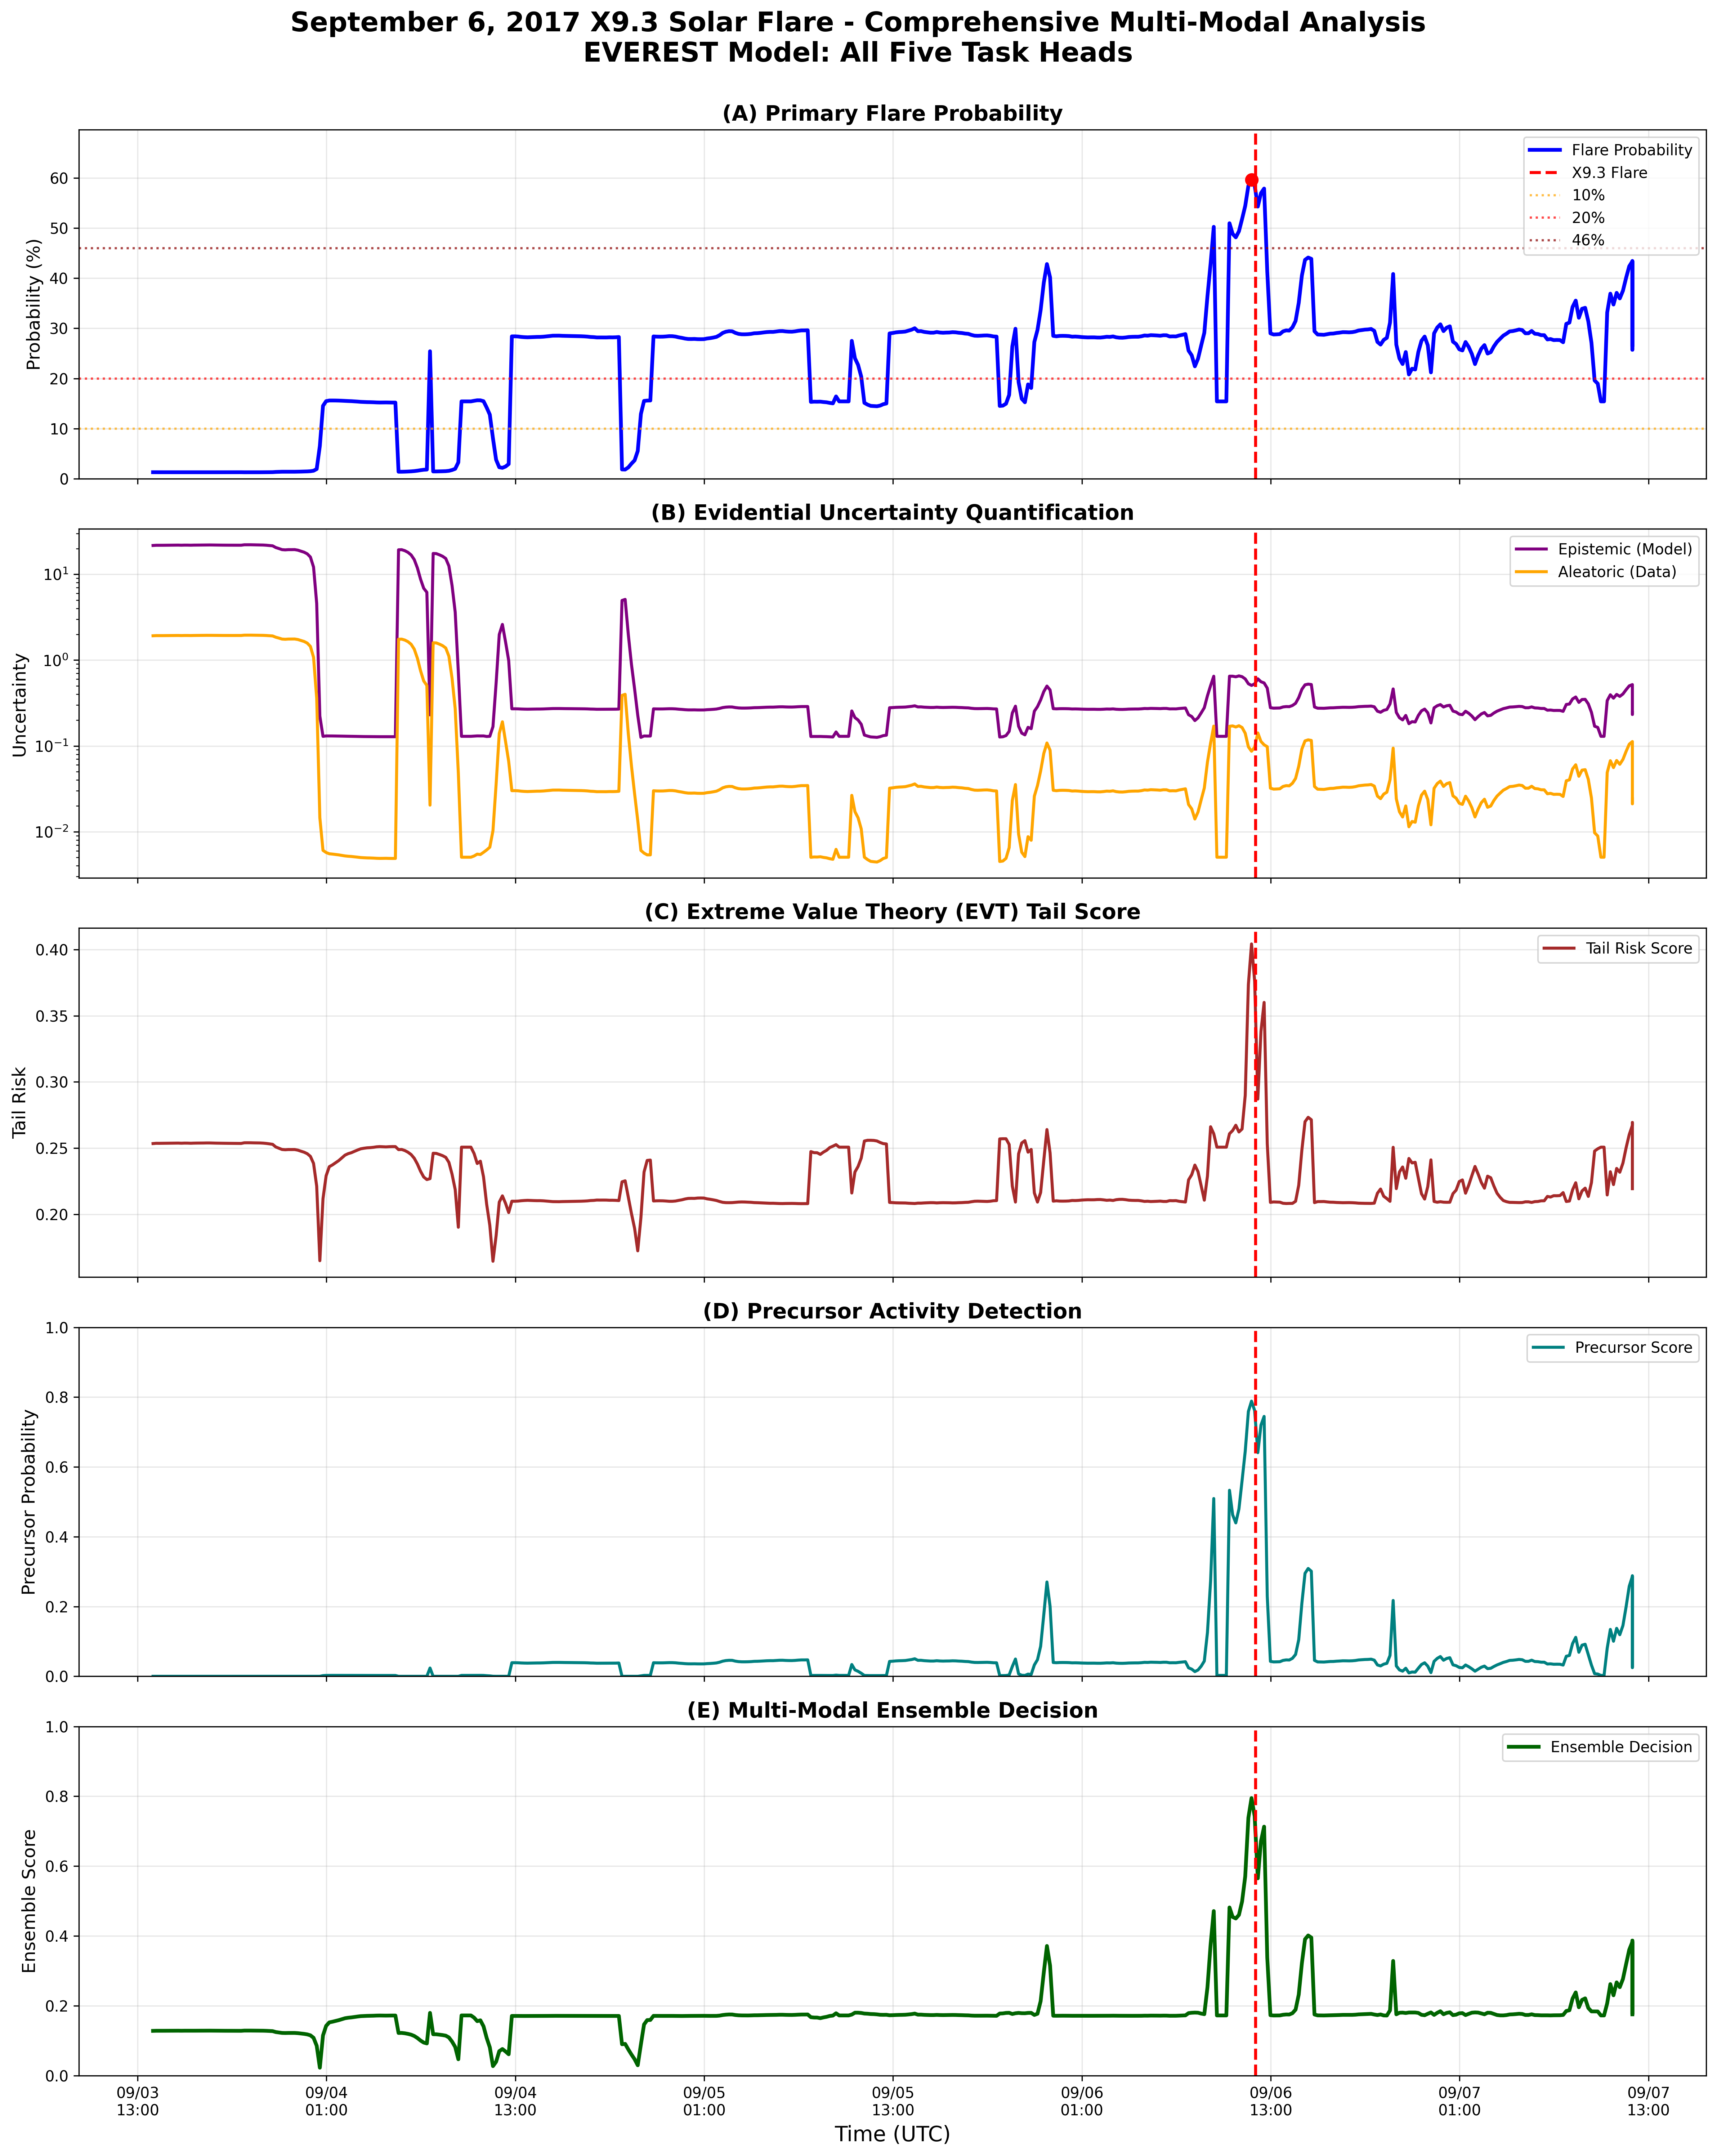 September 6, 2017 X9.3 Solar Flare - Comprehensive Multi-Modal Analysis
EVEREST Model: All Five Task Heads
(A) Primary Flare Probability
Probability (%)
60
50
40
30
20
10
0
Flare Probability
X9.3 Flare
10%
20%
46%
(B) Evidential Uncertainty Quantification
Uncertainty
10¹
10⁰
10⁻¹
10⁻²
Epistemic (Model)
Aleatoric (Data)
(C) Extreme Value Theory (EVT) Tail Score
Tail Risk
0.40
0.35
0.30
0.25
0.20
Tail Risk Score
(D) Precursor Activity Detection
Precursor Probability
1.0
0.8
0.6
0.4
0.2
0.0
Precursor Score
(E) Multi-Modal Ensemble Decision
Ensemble Score
1.0
0.8
0.6
0.4
0.2
0.0
Ensemble Decision
09/03 09/04 09/04 09/05 09/05 09/06 09/06 09/07 09/07
13:00 01:00 13:00 01:00 13:00 01:00 13:00 01:00 13:00
Time (UTC)